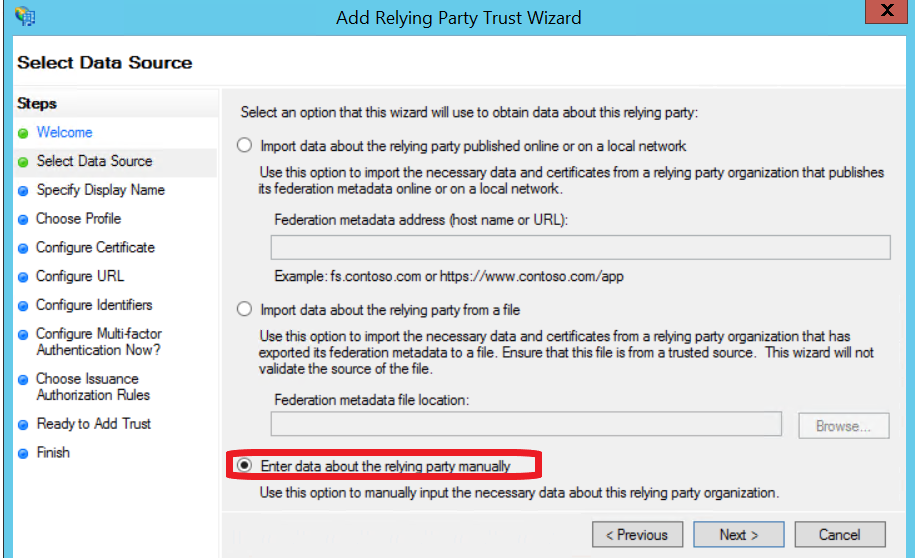 Add Relying Party Trust Wizard
X
Select Data Source
Steps
Welcome
Select Data Source
Specify Display Name
Choose Profile
Configure Certificate
Configure URL
Configure Identifiers
Configure Multi-factor
Authentication Now?
Choose Issuance
Authorization Rules
Ready to Add Trust
Finish
Select an option that this wizard will use to obtain data about this relying party:
Import data about the relying party published online or on a local network
Use this option to import the necessary data and certificates from a relying party organization that publishes
its federation metadata online or on a local network.
Federation metadata address (host name or URL):
Example: fs.contoso.com or https://www.contoso.com/app
Import data about the relying party from a file
Use this option to import the necessary data and certificates from a relying party organization that has
exported its federation metadata to a file. Ensure that this file is from a trusted source.  This wizard will not
validate the source of the file.
Federation metadata file location:
Browse...
Enter data about the relying party manually
Use this option to manually input the necessary data about this relying party organization.
< Previous
Next >
Cancel